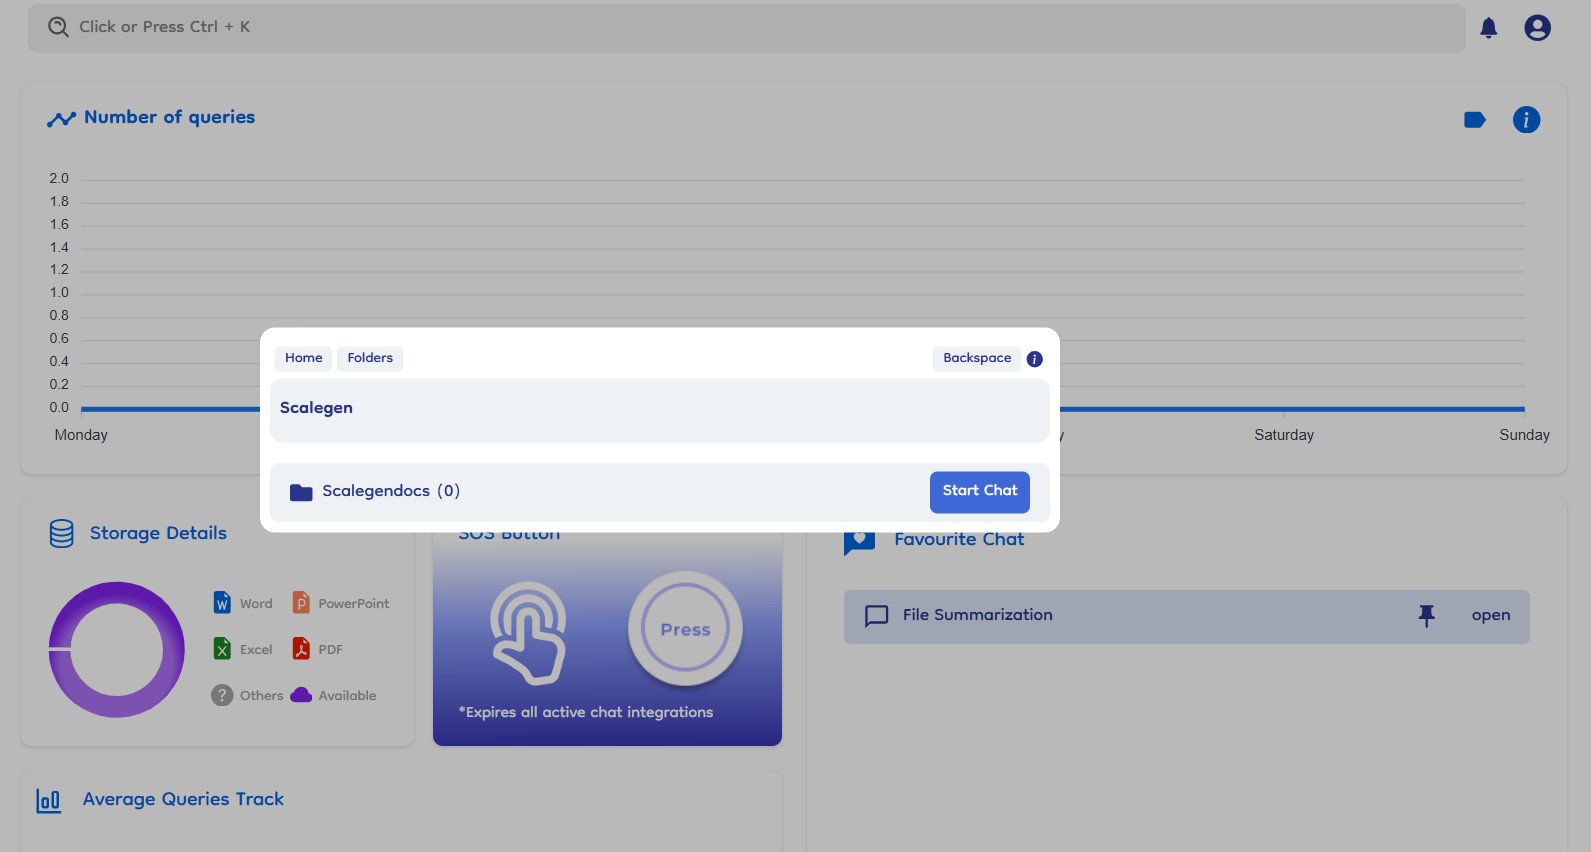 Click or Press Ctrl + K
Number of queries
2.0
1.8
1.6
1.4
1.2
1.0
0.8
0.6
0.4
0.2
0.0
Monday
Saturday
Sunday
Home Folders Backspace
Scalegen
Scalegendocs (0) Start Chat
Storage Details
Word PowerPoint
Excel PDF
Others Available
SOS Button
Press
*Expires all active chat integrations
Favourite Chat
File Summarization open
Average Queries Track